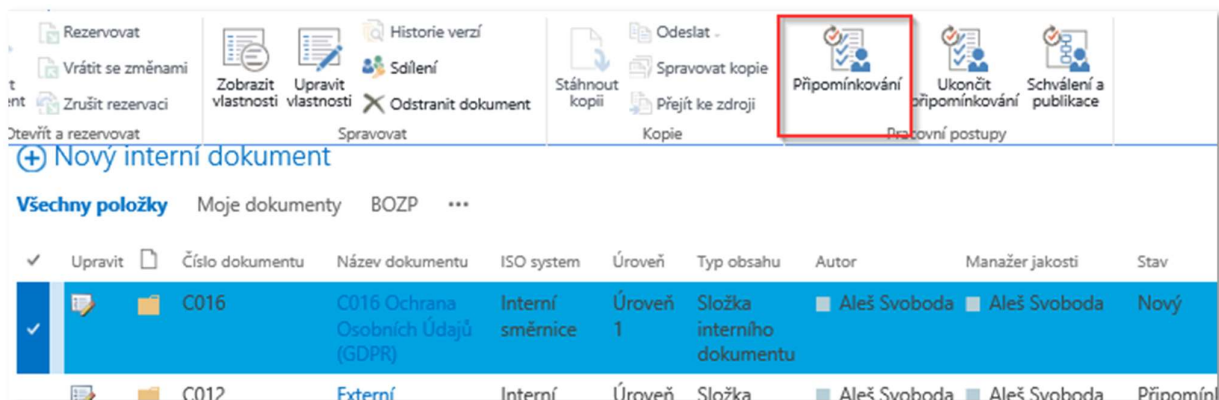 Rezervovat
Vrátit se změnami
Zrušit rezervaci
Otevřít a rezervovat
Zobrazit
vlastnosti
Upravit
vlastnosti
Historie verzí
Sdílení
Odstranit dokument
Spravovat
Stáhnout
kopii
Odeslat
Spravovat kopie
Přejít ke zdroji
Kopie
Připomínkování
Ukončit
připomínkování
Schválení a
publikace
Pracovní postupy
Nový interní dokument
Všechny položky Moje dokumenty BOZP ...
Upravit Číslo dokumentu Název dokumentu ISO system Úroveň Typ obsahu Autor Manažer jakosti Stav
C016 C016 Ochrana Interní Úroveň Složka Aleš Svoboda Aleš Svoboda Nový
Osobních Údajů směrnice 1 interního
(GDPR) dokumentu
C012 Externí Interní Úroveň Složka Aleš Svoboda Aleš Svoboda